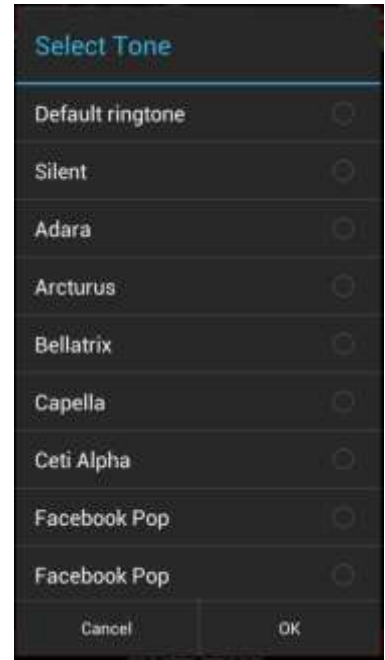 Select Tone
Default ringtone
Silent
Adara
Arcturus
Bellatrix
Capella
Ceti Alpha
Facebook Pop
Facebook Pop
Cancel OK